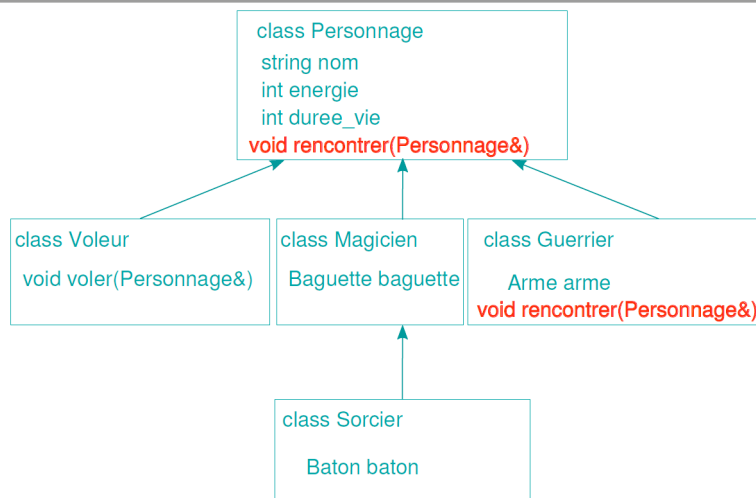 class Personnage
string nom
int energie
int duree_vie
void rencontrer(Personnage&)
class Voleur
void voler(Personnage&)
class Magicien
Baguette baguette
class Guerrier
Arme arme
void rencontrer(Personnage&)
class Sorcier
Baton baton